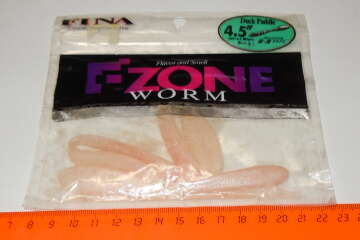 FINA
Duck Paddle
4.5"
Flavor and Smell
F-ZONE
WORM
7 8 9 10 11 12 13 14 15 16 17 18 19 20 21 22 23